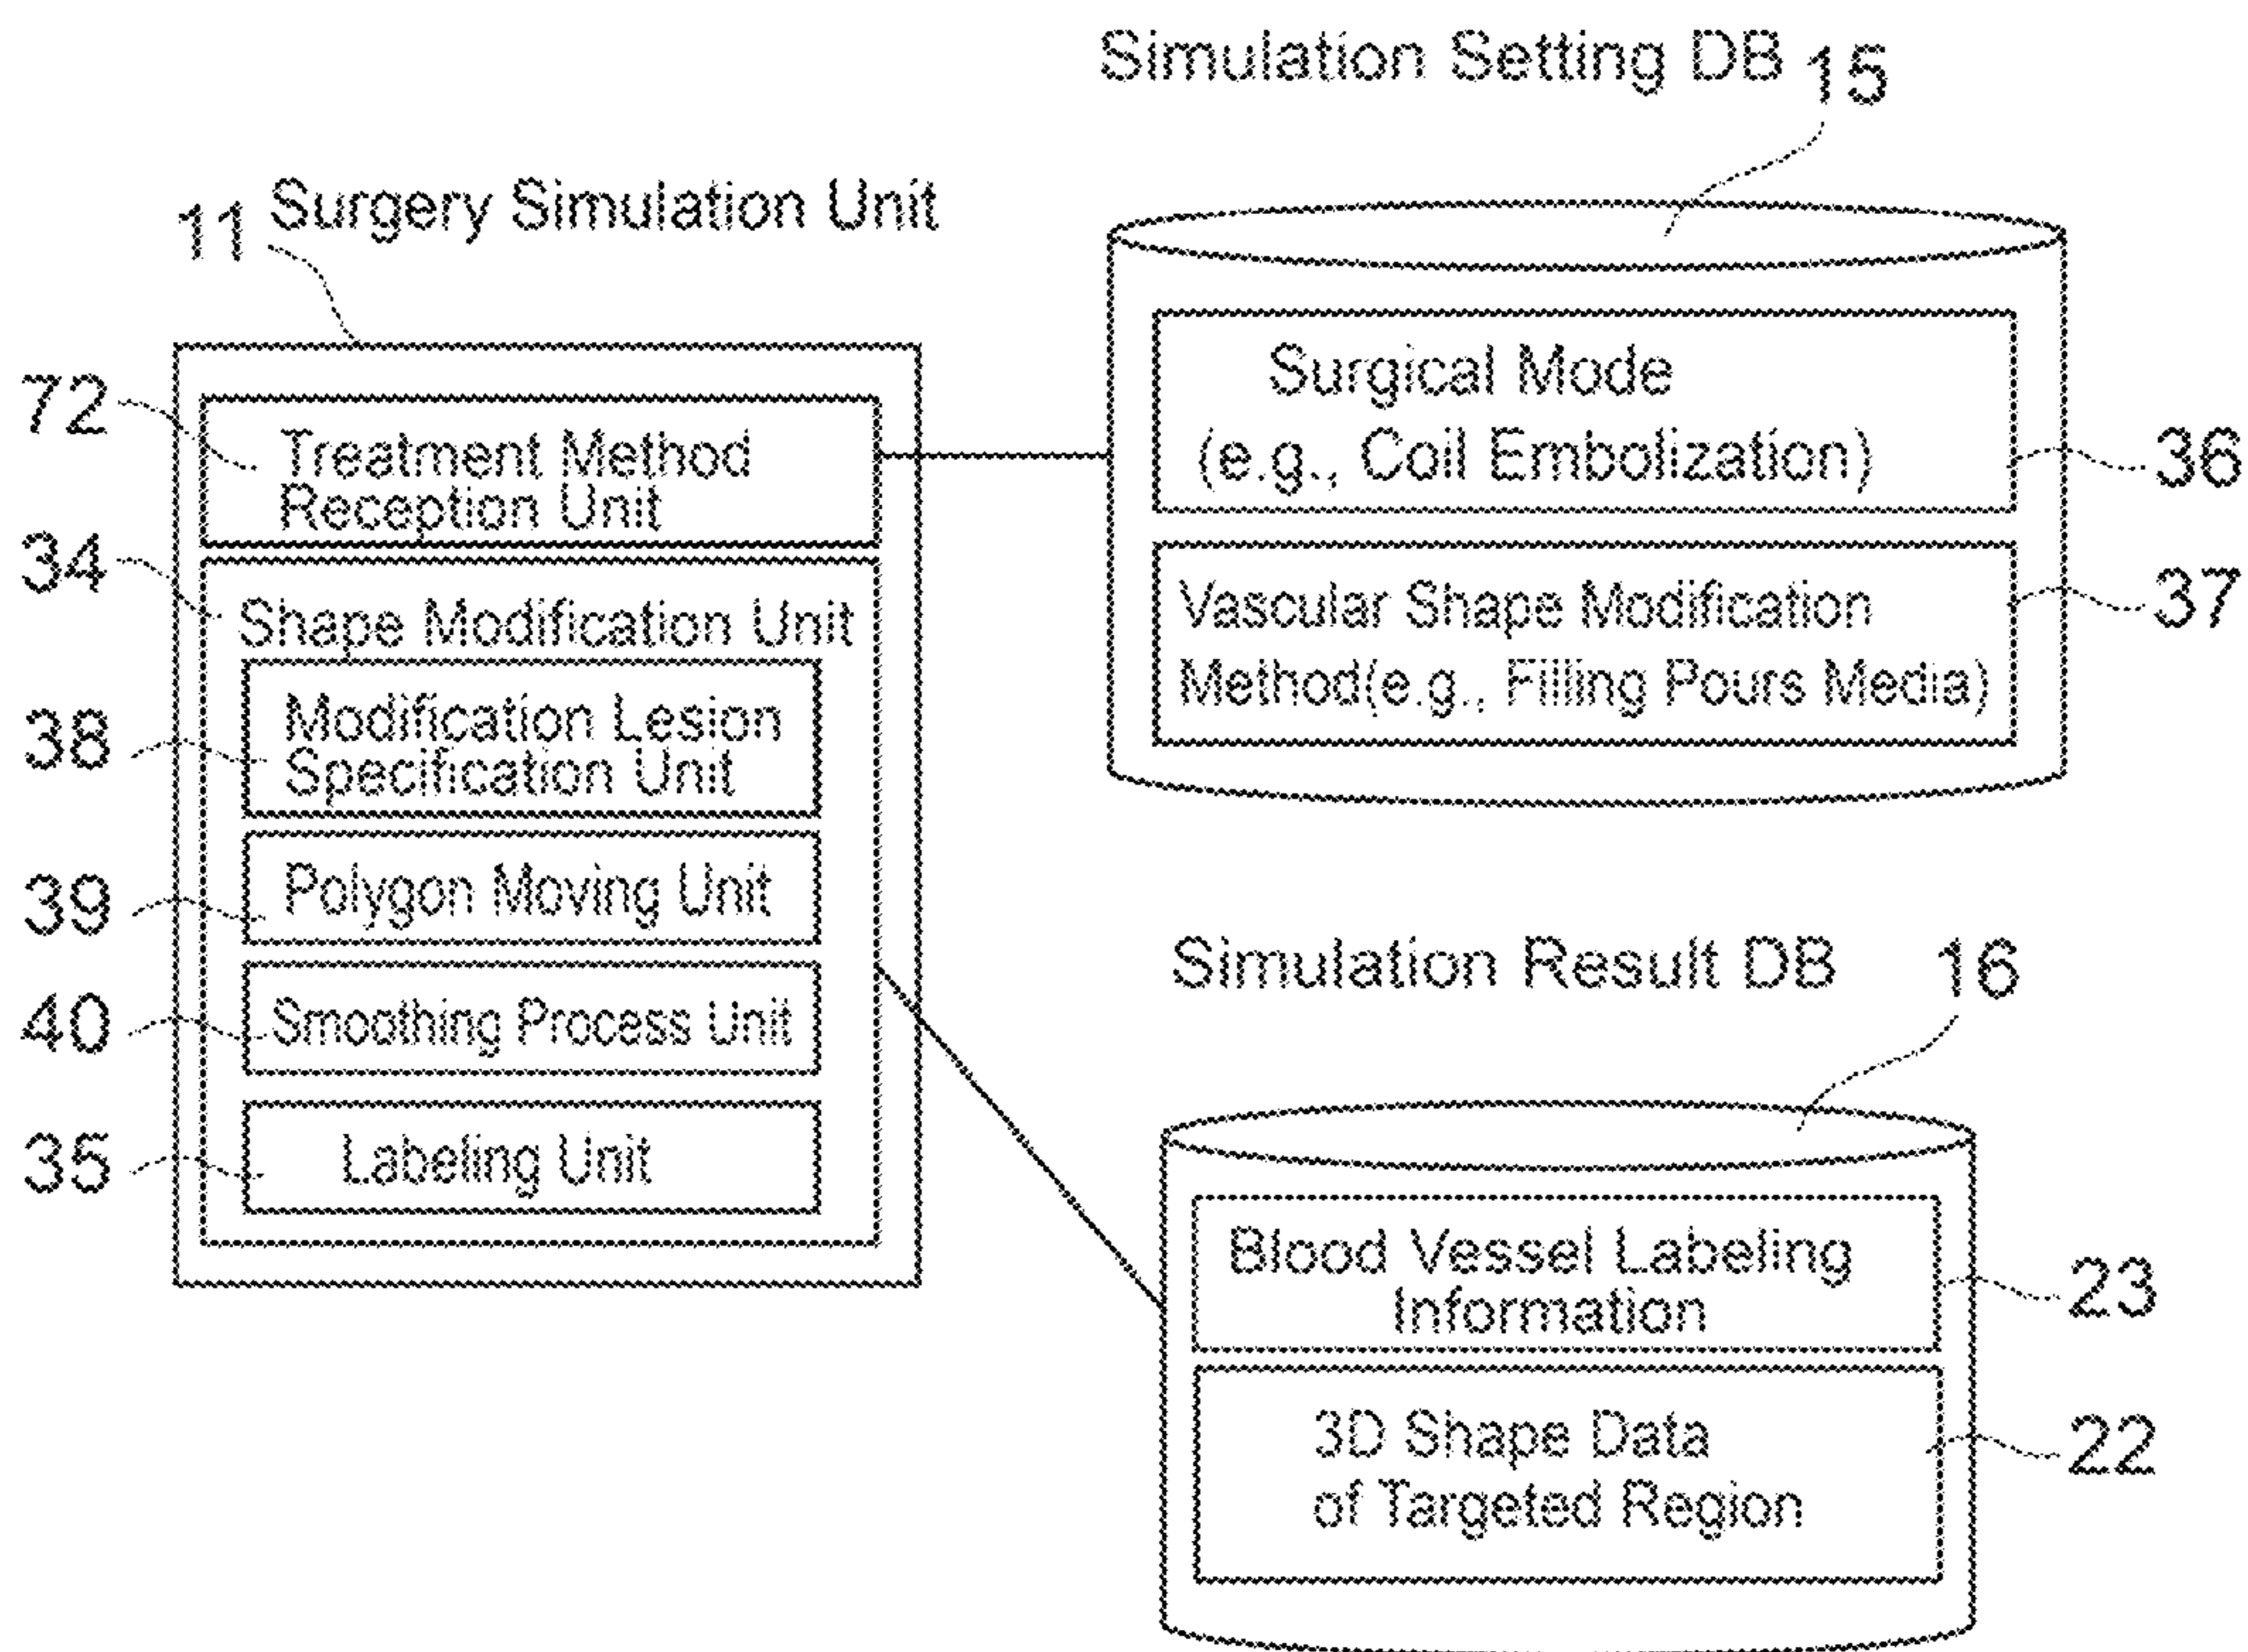 Simulation Setting DB 15
11 Surgery Simulation Unit
72
Treatment Method
Reception Unit
34
Shape Modification Unit
38
Modification Lesion
Specification Unit
39
Polygon Moving Unit
40
Smoothing Process Unit
35
Labeling Unit
Surgical Mode
(e.g., Coil Embolization)
36
Vascular Shape Modification
Method(e.g., Filling Pours Media)
37
Simulation Result DB 16
Blood Vessel Labeling
Information
23
3D Shape Data
of Targeted Region
22